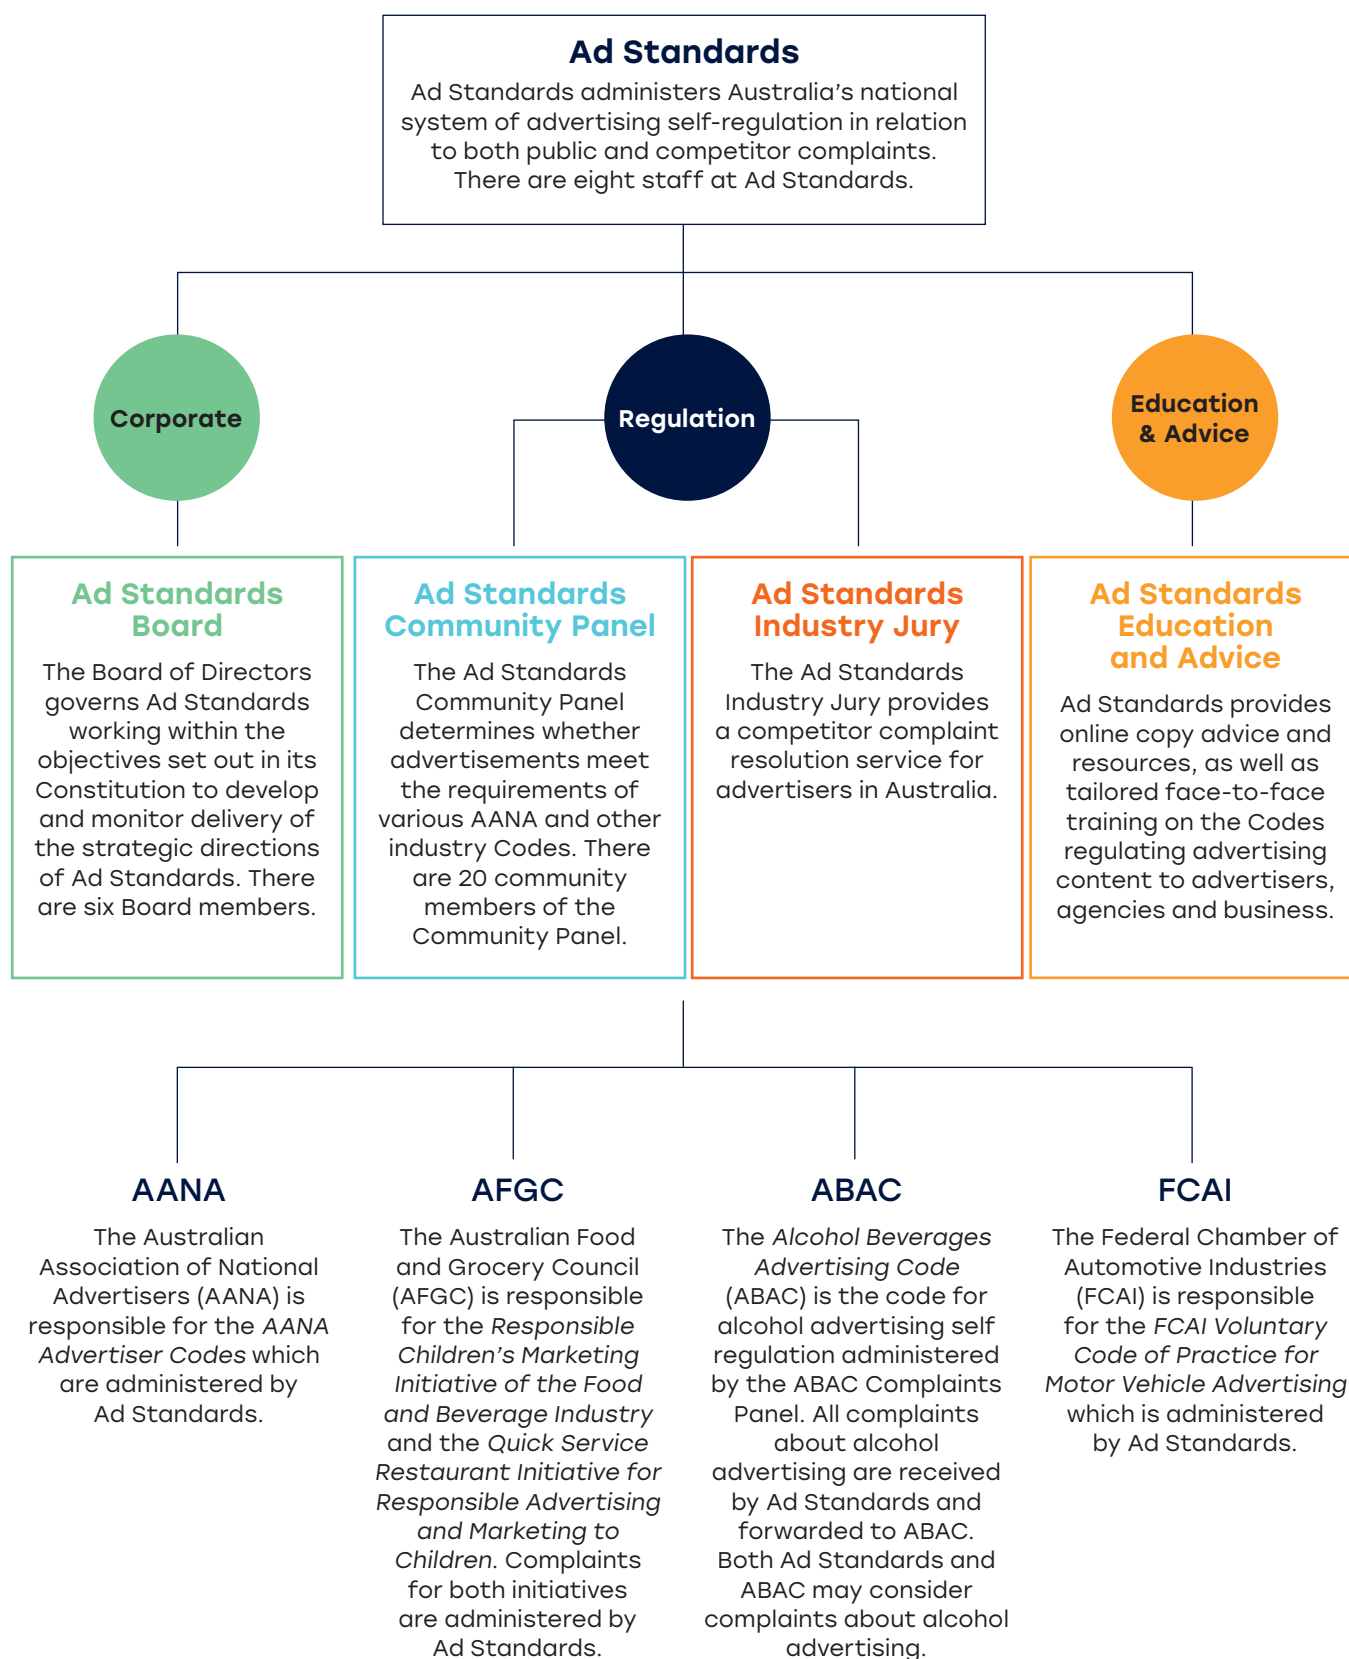 Ad Standards
Ad Standards administers Australia’s national
system of advertising self-regulation in relation
to both public and competitor complaints.
There are eight staff at Ad Standards.
Corporate
Regulation
Education
& Advice
Ad Standards
Board
The Board of Directors
governs Ad Standards
working within the
objectives set out in its
Constitution to develop
and monitor delivery of
the strategic directions
of Ad Standards. There
are six Board members.
Ad Standards
Community Panel
The Ad Standards
Community Panel
determines whether
advertisements meet
the requirements of
various AANA and other
industry Codes. There
are 20 community
members of the
Community Panel.
Ad Standards
Industry Jury
The Ad Standards
Industry Jury provides
a competitor complaint
resolution service for
advertisers in Australia.
Ad Standards
Education
and Advice
Ad Standards provides
online copy advice and
resources, as well as
tailored face-to-face
training on the Codes
regulating advertising
content to advertisers,
agencies and business.
AANA
The Australian
Association of National
Advertisers (AANA) is
responsible for the AANA
Advertiser Codes which
are administered by
Ad Standards.
AFGC
The Australian Food
and Grocery Council
(AFGC) is responsible
for the Responsible
Children’s Marketing
Initiative of the Food
and Beverage Industry
and the Quick Service
Restaurant Initiative for
Responsible Advertising
and Marketing to
Children. Complaints
for both initiatives
are administered by
Ad Standards.
ABAC
The Alcohol Beverages
Advertising Code
(ABAC) is the code for
alcohol advertising self
regulation administered
by the ABAC Complaints
Panel. All complaints
about alcohol
advertising are received
by Ad Standards and
forwarded to ABAC.
Both Ad Standards and
ABAC may consider
complaints about alcohol
advertising.
FCAI
The Federal Chamber of
Automotive Industries
(FCAI) is responsible
for the FCAI Voluntary
Code of Practice for
Motor Vehicle Advertising
which is administered
by Ad Standards.